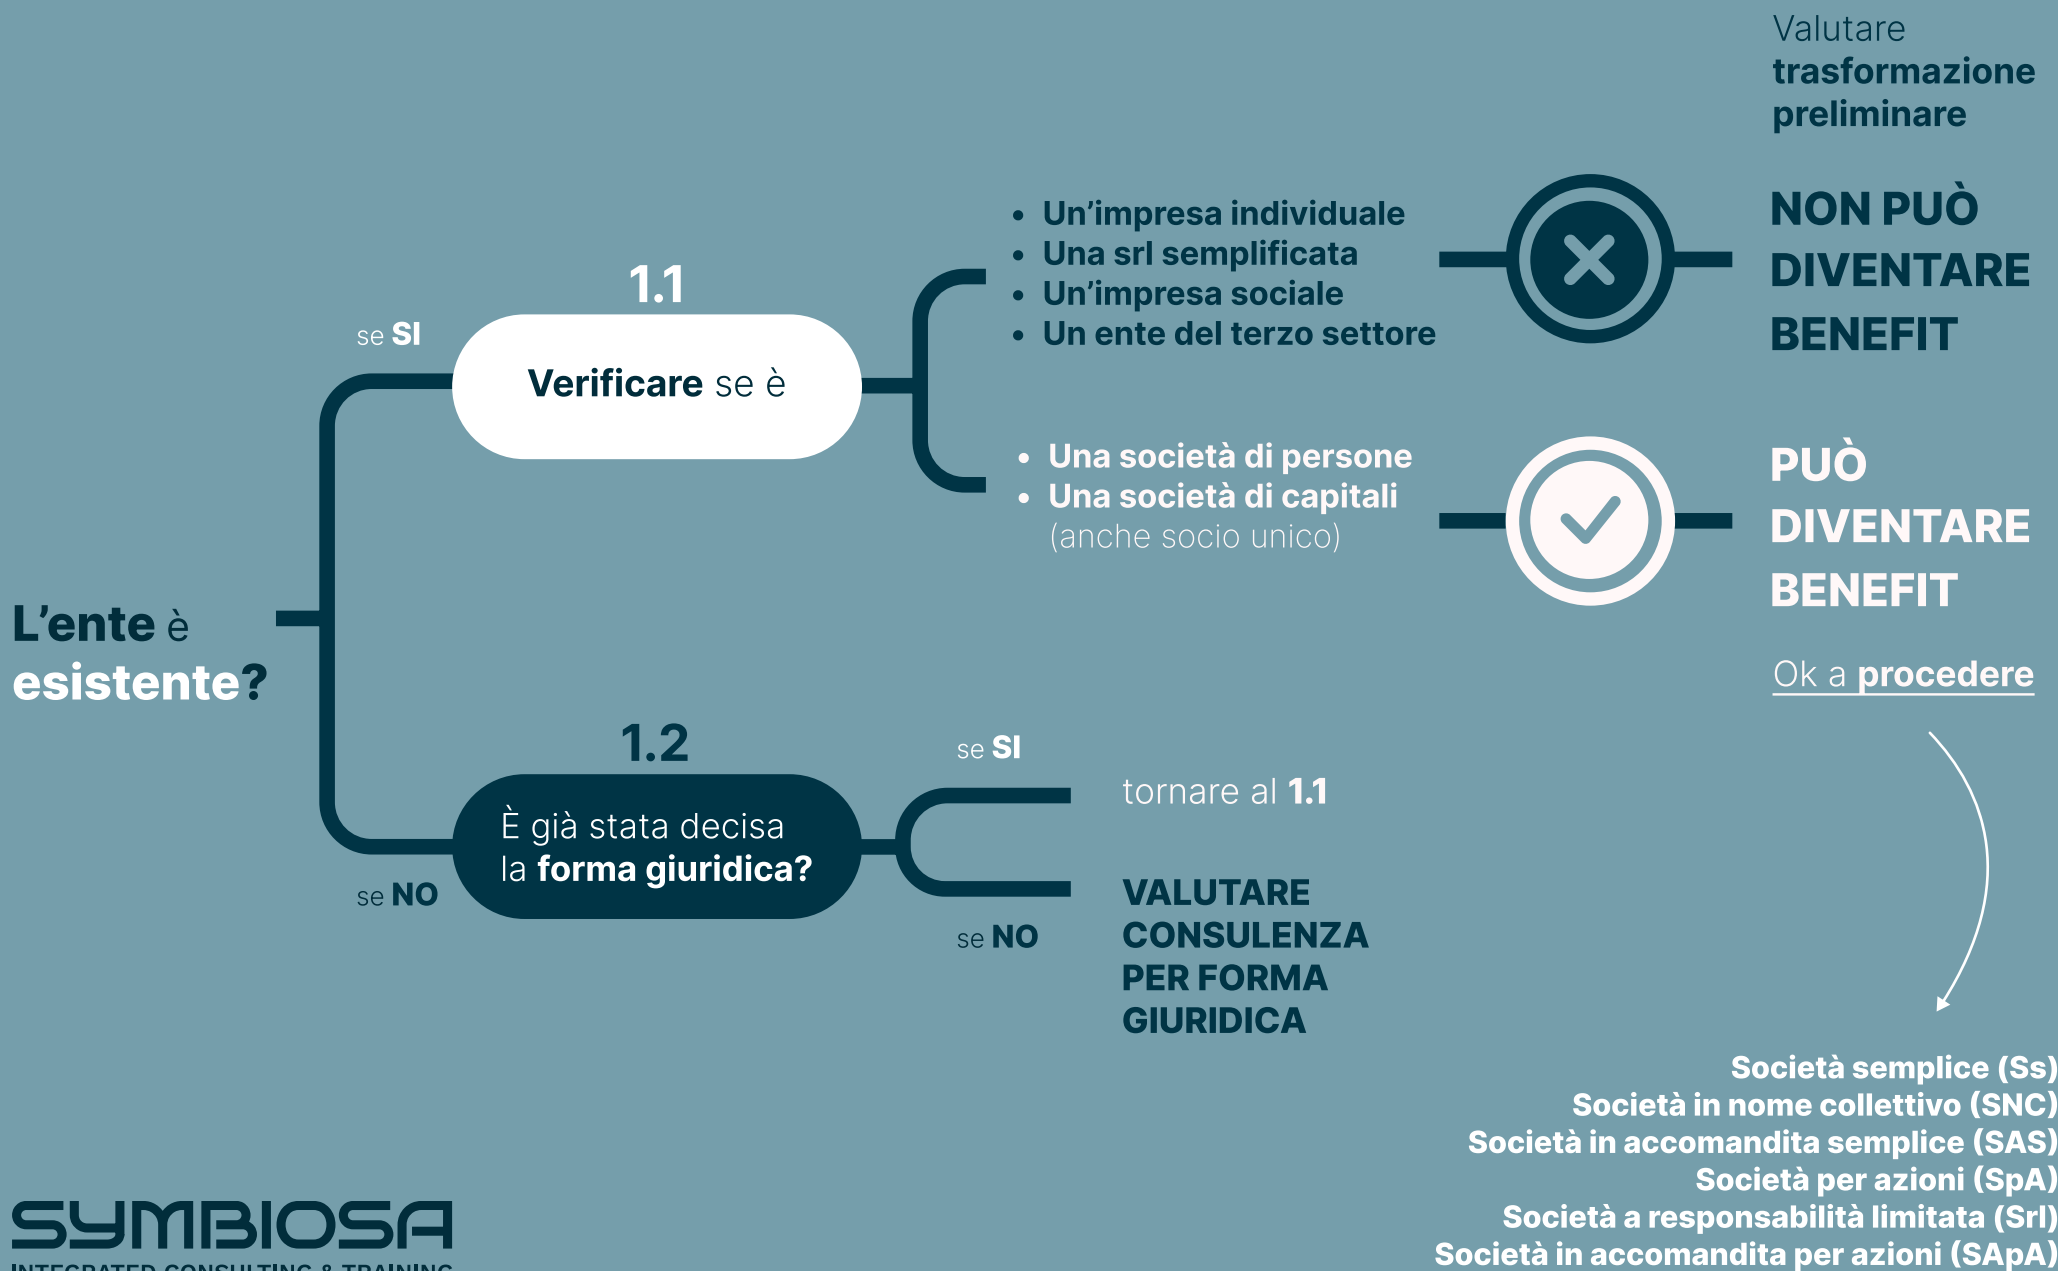 L’ente è
esistente?
se SI
1.1
Verificare se è
• Un’impresa individuale
• Una srl semplificata
• Un’impresa sociale
• Un ente del terzo settore
Valutare
trasformazione
preliminare
NON PUÒ
DIVENTARE
BENEFIT
• Una società di persone
• Una società di capitali
(anche socio unico)
PUÒ
DIVENTARE
BENEFIT
Ok a procedere
se NO
1.2
È già stata decisa
la forma giuridica?
se SI
tornare al 1.1
se NO
VALUTARE
CONSULENZA
PER FORMA
GIURIDICA
Società semplice (Ss)
Società in nome collettivo (SNC)
Società in accomandita semplice (SAS)
Società per azioni (SpA)
Società a responsabilità limitata (Srl)
Società in accomandita per azioni (SApA)
SYMBIOSA
INTEGRATED CONSULTING & TRAINING